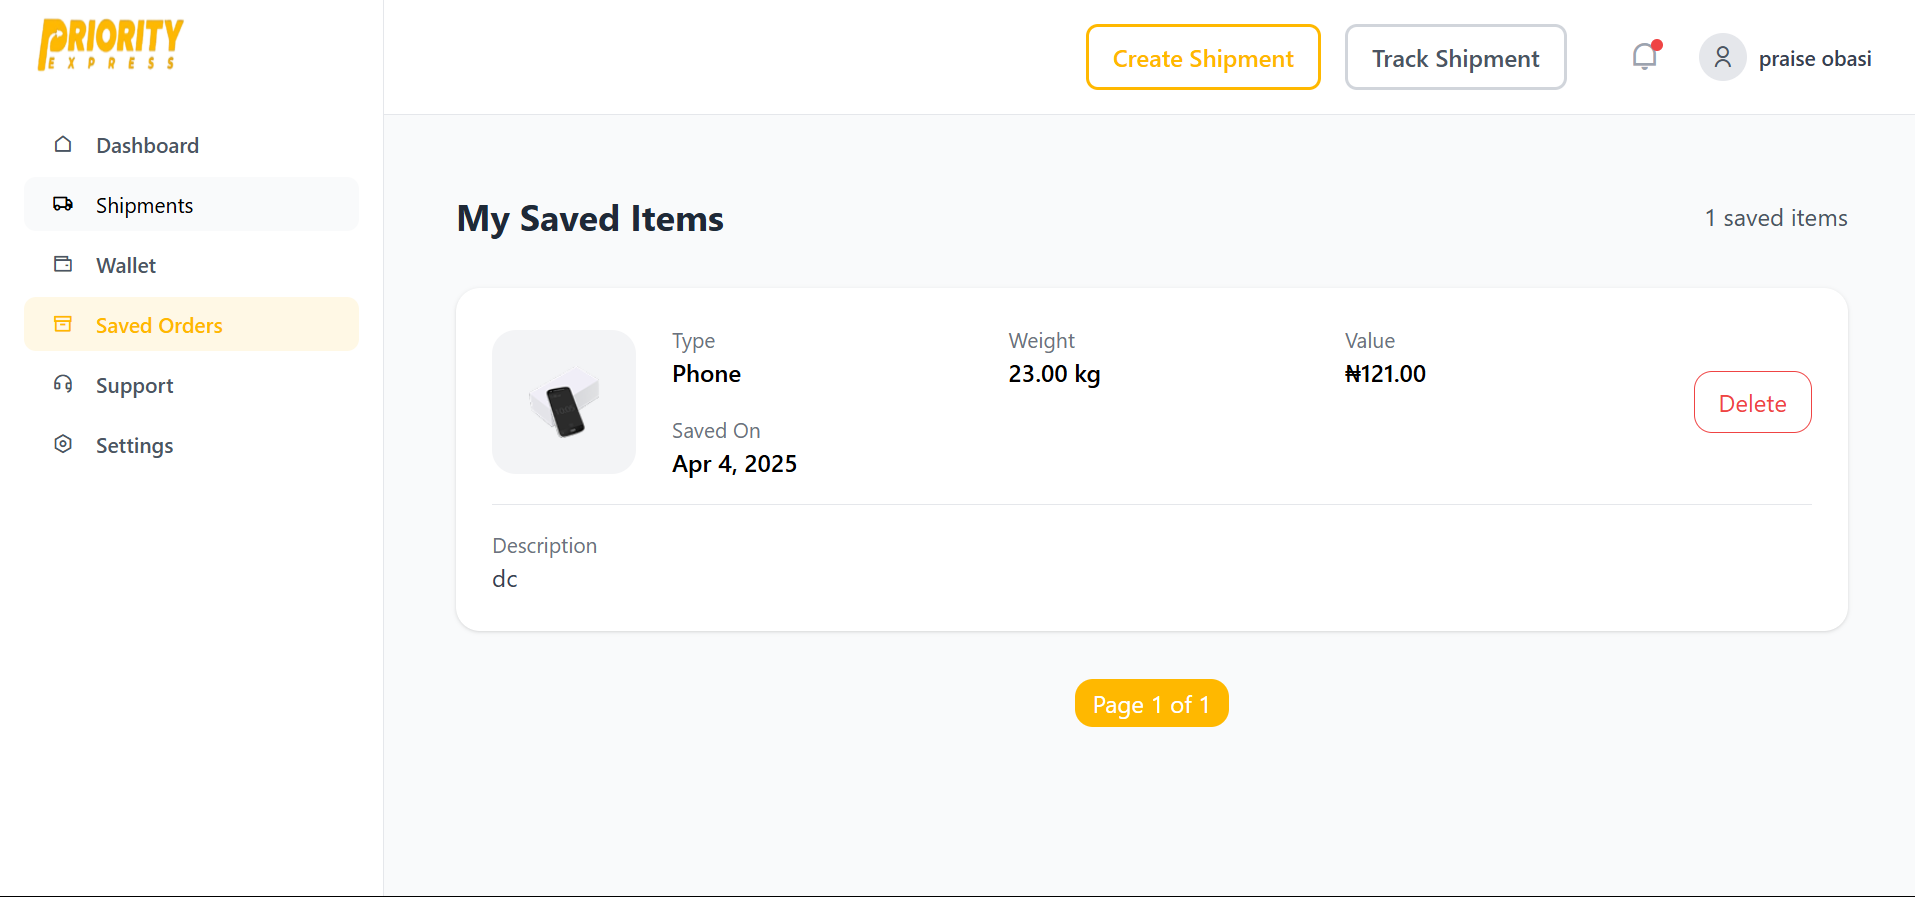 PRIORITY
EXPRESS
Create Shipment
Track Shipment
praise obasi
Dashboard
Shipments
Wallet
Saved Orders
Support
Settings
My Saved Items
1 saved items
Type
Phone
Weight
23.00 kg
Value
₦121.00
Delete
Saved On
Apr 4, 2025
Description
dc
Page 1 of 1